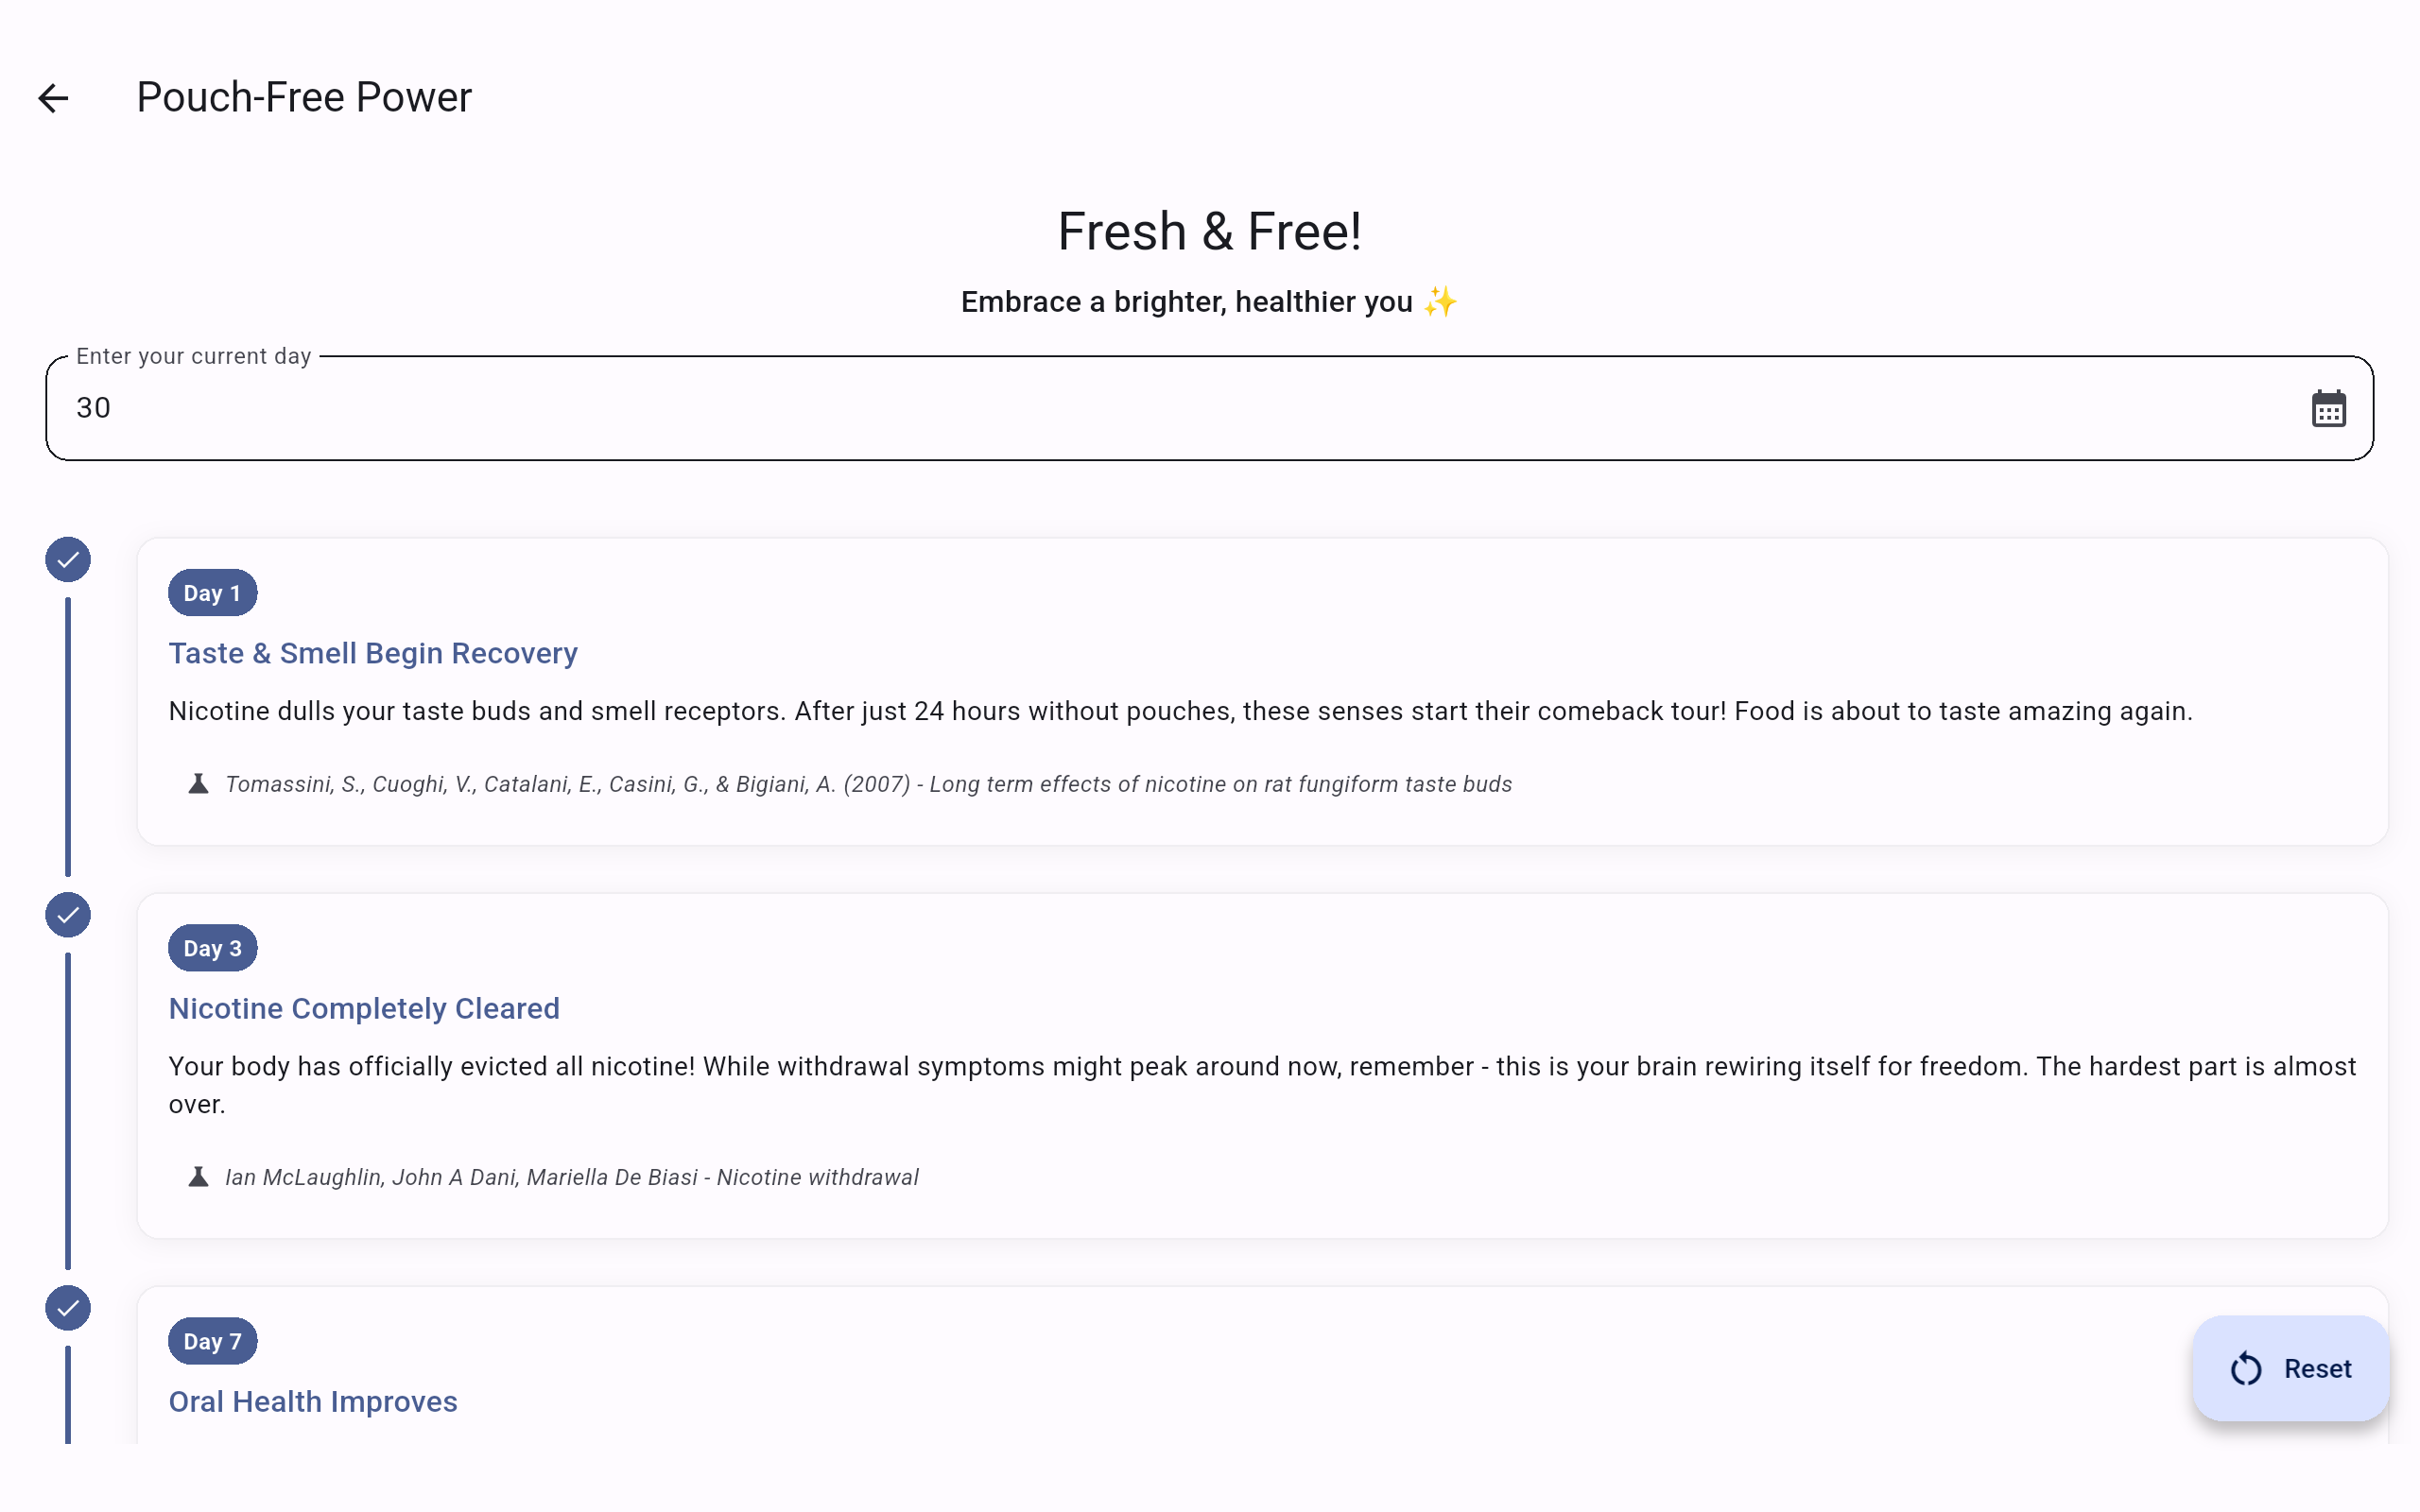 Pouch-Free Power
Fresh & Free!
Embrace a brighter, healthier you ✨
Enter your current day
30
Day 1
Taste & Smell Begin Recovery
Nicotine dulls your taste buds and smell receptors. After just 24 hours without pouches, these senses start their comeback tour! Food is about to taste amazing again.
Tomassini, S., Cuoghi, V., Catalani, E., Casini, G., & Bigiani, A. (2007) - Long term effects of nicotine on rat fungiform taste buds
Day 3
Nicotine Completely Cleared
Your body has officially evicted all nicotine! While withdrawal symptoms might peak around now, remember - this is your brain rewiring itself for freedom. The hardest part is almost
over.
Ian McLaughlin, John A Dani, Mariella De Biasi - Nicotine withdrawal
Day 7
Oral Health Improves
Reset